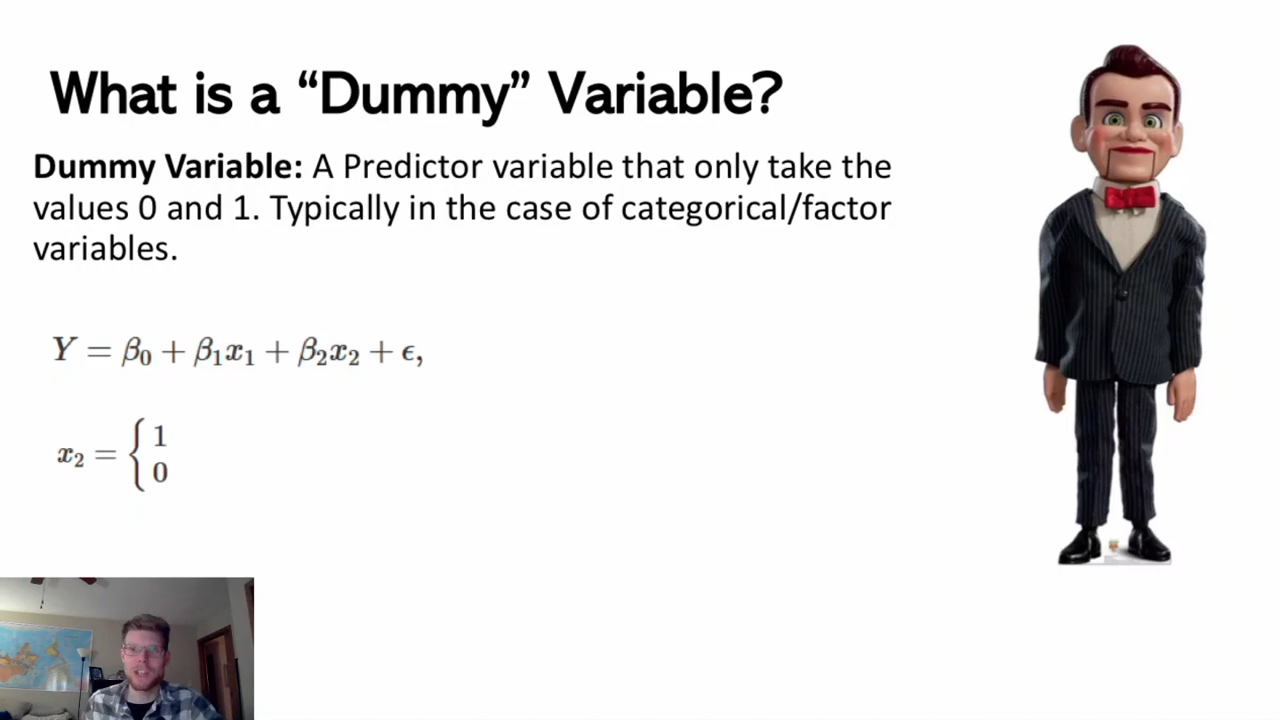 What is a “Dummy” Variable?
Dummy Variable: A Predictor variable that only take the
values 0 and 1. Typically in the case of categorical/factor
variables.
Y = β₀ + β₁x₁ + β₂x₂ + ϵ,
x₂ = { 1
0